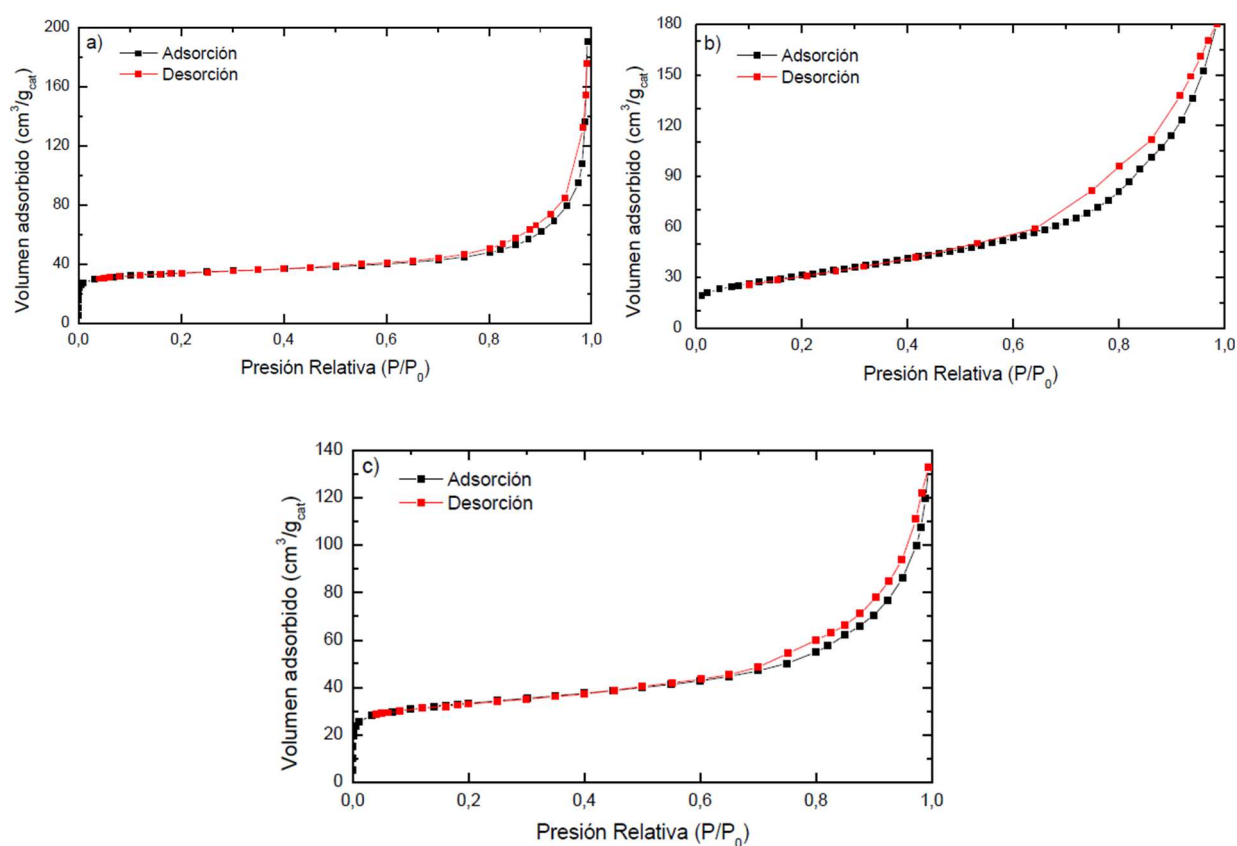 a)
Adsorción
Desorción
Volumen adsorbido (cm³/g_cat)
200
160
120
80
40
0
0,0 0,2 0,4 0,6 0,8 1,0
Presión Relativa (P/P₀)
b)
Adsorción
Desorción
Volumen adsorbido (cm³/g_cat)
180
150
120
90
60
30
0
0,0 0,2 0,4 0,6 0,8 1,0
Presión Relativa (P/P₀)
c)
Adsorción
Desorción
Volumen adsorbido (cm³/g_cat)
140
120
100
80
60
40
20
0
0,0 0,2 0,4 0,6 0,8 1,0
Presión Relativa (P/P₀)